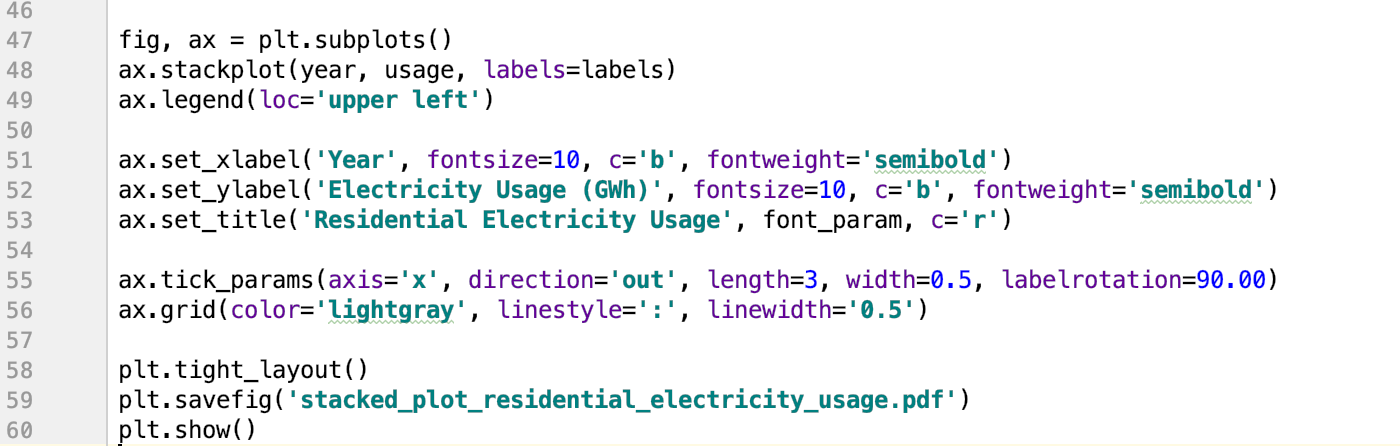 46
47 fig, ax = plt.subplots()
48 ax.stackplot(year, usage, labels=labels)
49 ax.legend(loc='upper left')
50
51 ax.set_xlabel('Year', fontsize=10, c='b', fontweight='semibold')
52 ax.set_ylabel('Electricity Usage (GWh)', fontsize=10, c='b', fontweight='semibold')
53 ax.set_title('Residential Electricity Usage', font_param, c='r')
54
55 ax.tick_params(axis='x', direction='out', length=3, width=0.5, labelrotation=90.00)
56 ax.grid(color='lightgray', linestyle=':', linewidth='0.5')
57
58 plt.tight_layout()
59 plt.savefig('stacked_plot_residential_electricity_usage.pdf')
60 plt.show()